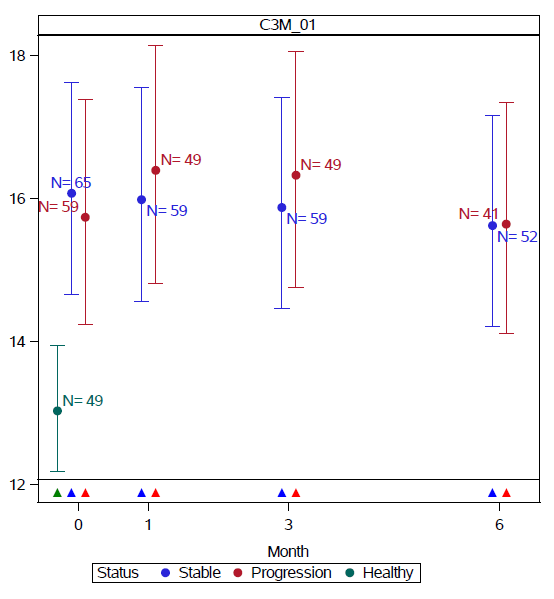 C3M_01
18
N= 49
N= 65
16
N= 59
N= 59
N= 49
N= 59
N= 41
N= 52
14
N= 49
12
0 1 3 6
Month
Status Stable Progression Healthy